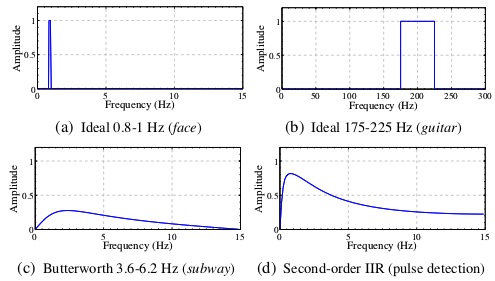 Amplitude
1
0.5
0
0 5 10 15
Frequency (Hz)
(a) Ideal 0.8-1 Hz (face)
Amplitude
1
0.5
0
0 50 100 150 200 250 300
Frequency (Hz)
(b) Ideal 175-225 Hz (guitar)
Amplitude
1
0.5
0
0 5 10 15
Frequency (Hz)
(c) Butterworth 3.6-6.2 Hz (subway)
Amplitude
1
0.5
0
0 5 10 15
Frequency (Hz)
(d) Second-order IIR (pulse detection)